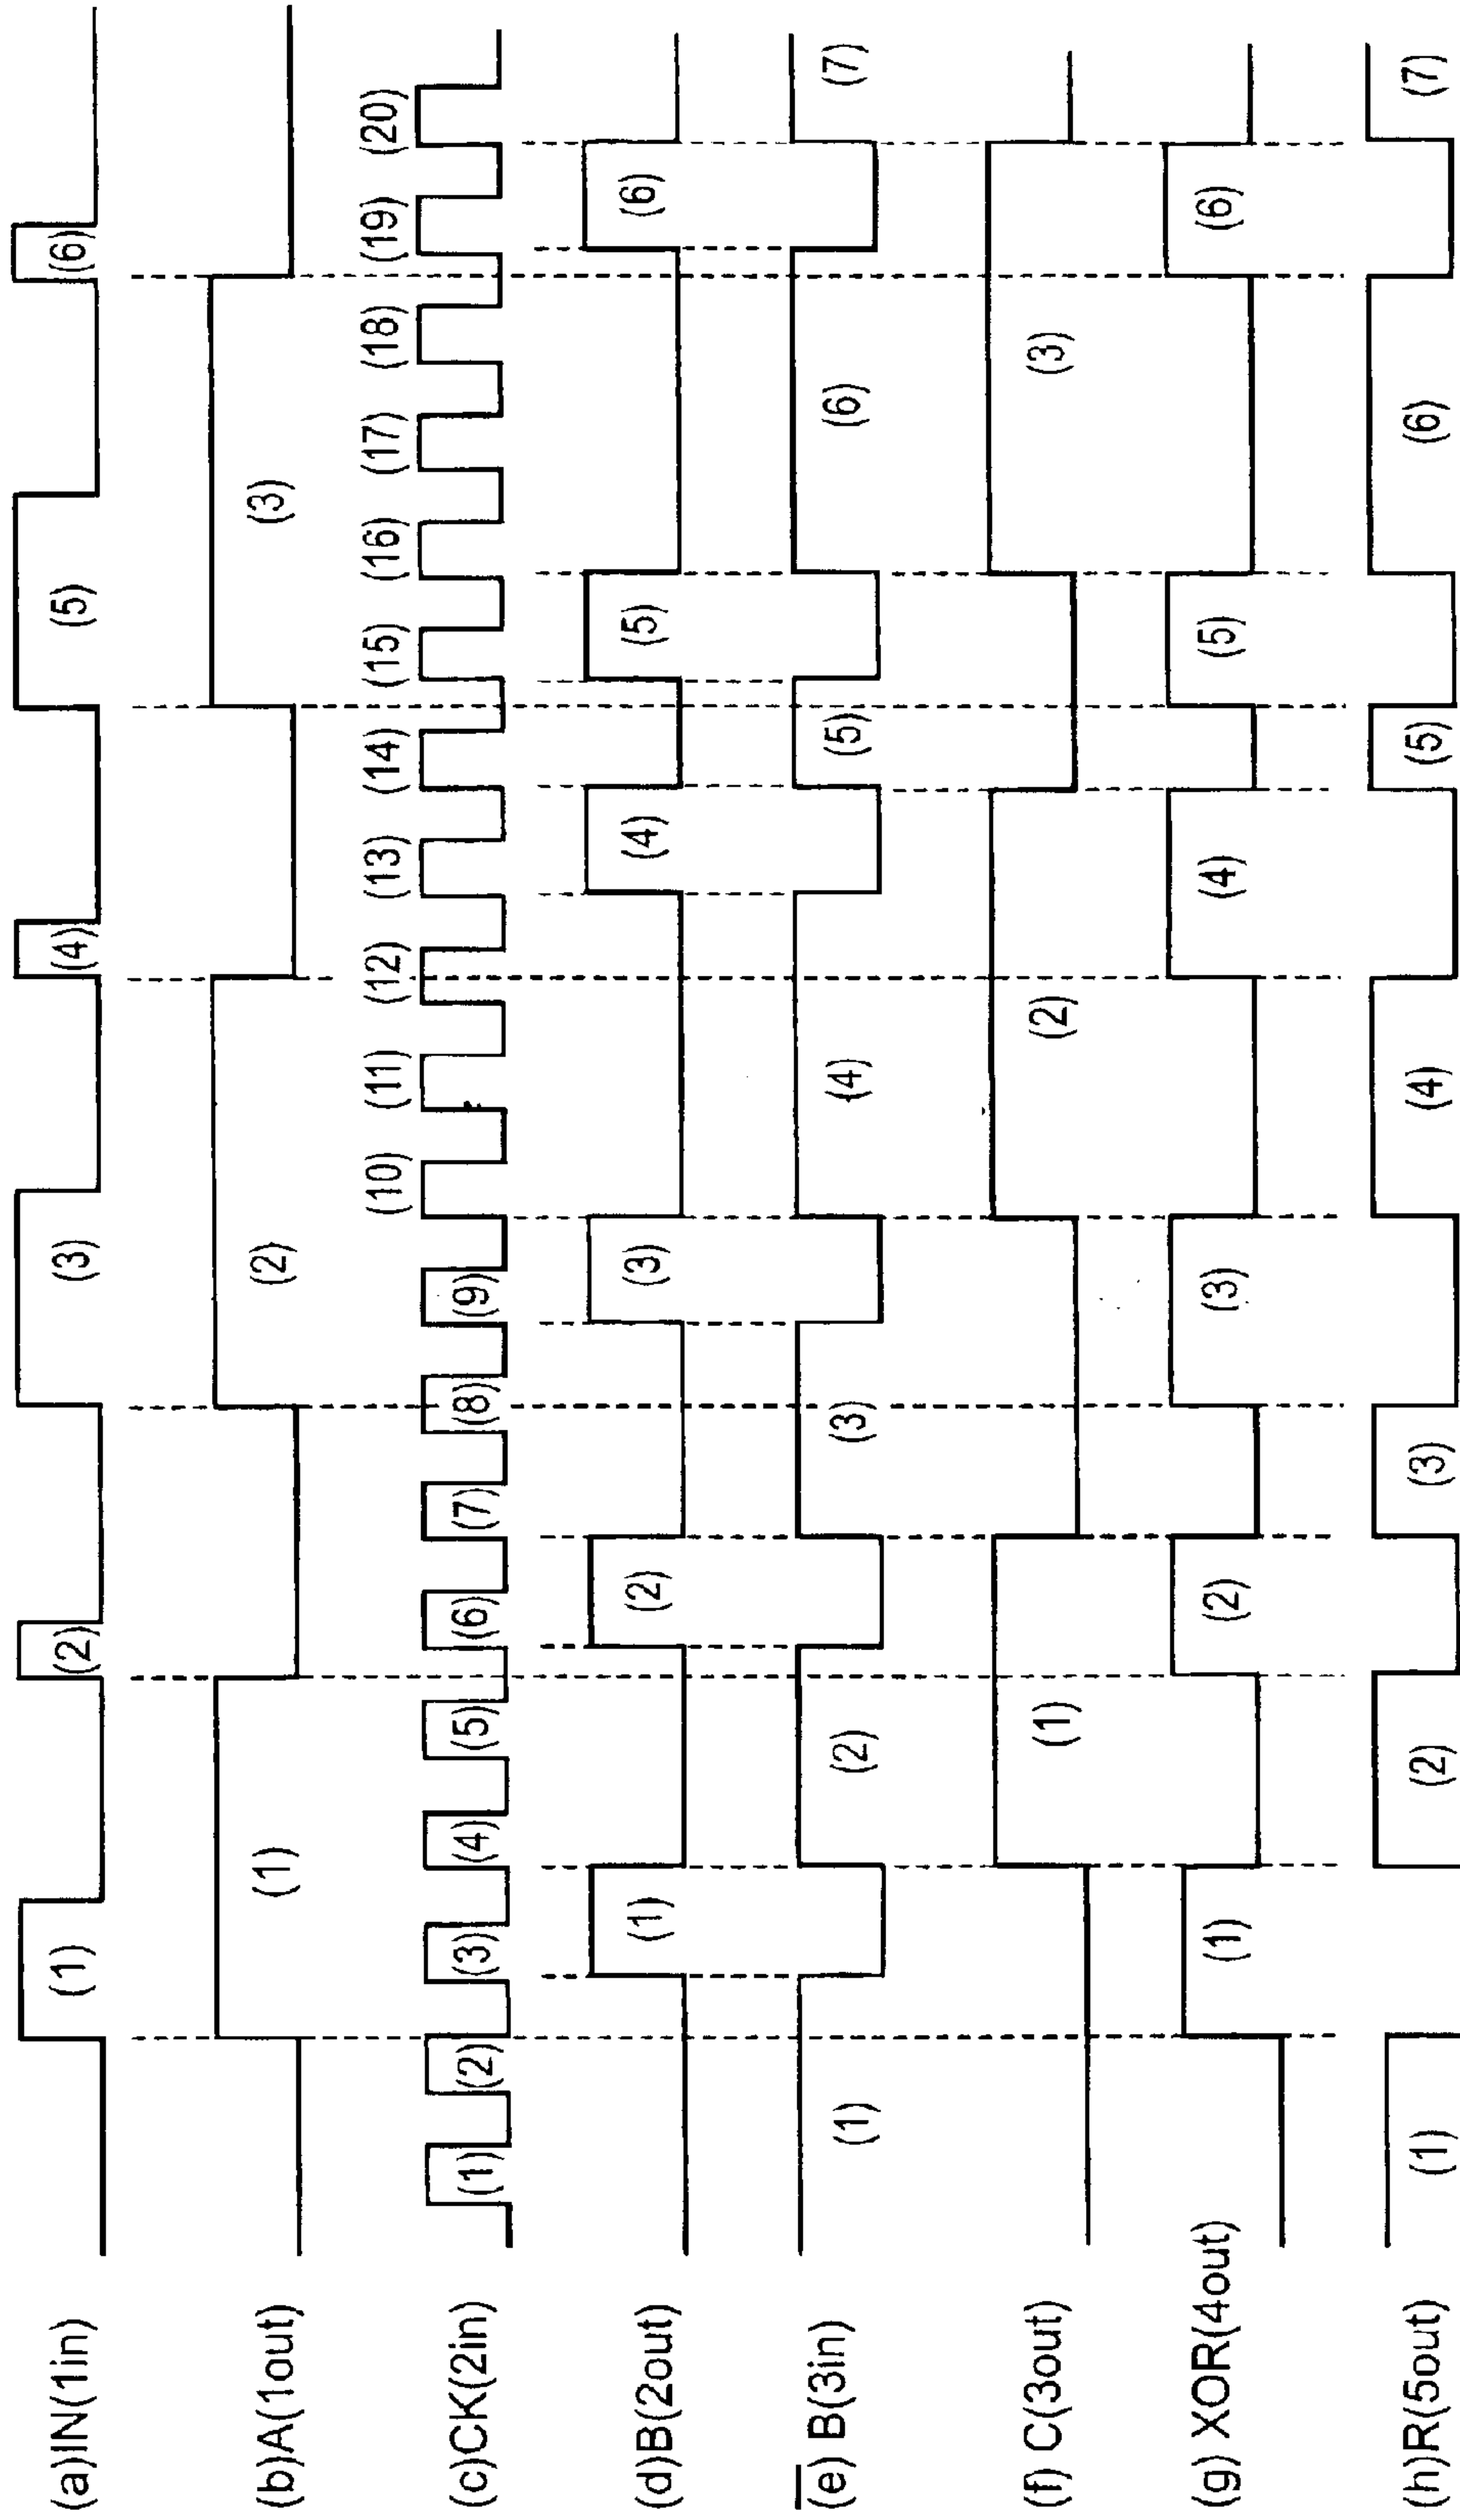 (a)IN(1in) (1) (2) (3) (4) (5) (6)
(b)A(1out) (1) (2) (3)
(c)CK(2in) (1) (2) (3) (4) (5) (6) (7) (8) (9) (10) (11) (12) (13) (14) (15) (16) (17) (18) (19) (20)
(d)B(2out) (1) (2) (3) (4) (5) (6)
(e) B(3in) (1) (2) (3) (4) (5) (6) (7)
(f) C(3out) (1) (2) (3)
(g) XOR(4out) (1) (2) (3) (4) (5) (6)
(h)R(5out) (1) (2) (3) (4) (5) (6) (7)